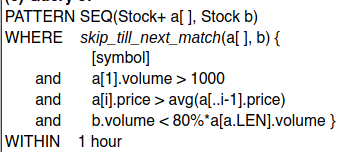 PATTERN SEQ(Stock+ a[ ], Stock b)
WHERE skip_till_next_match(a[ ], b) {
[symbol]
and a[1].volume > 1000
and a[i].price > avg(a[..i-1].price)
and b.volume < 80%*a[a.LEN].volume }
WITHIN 1 hour